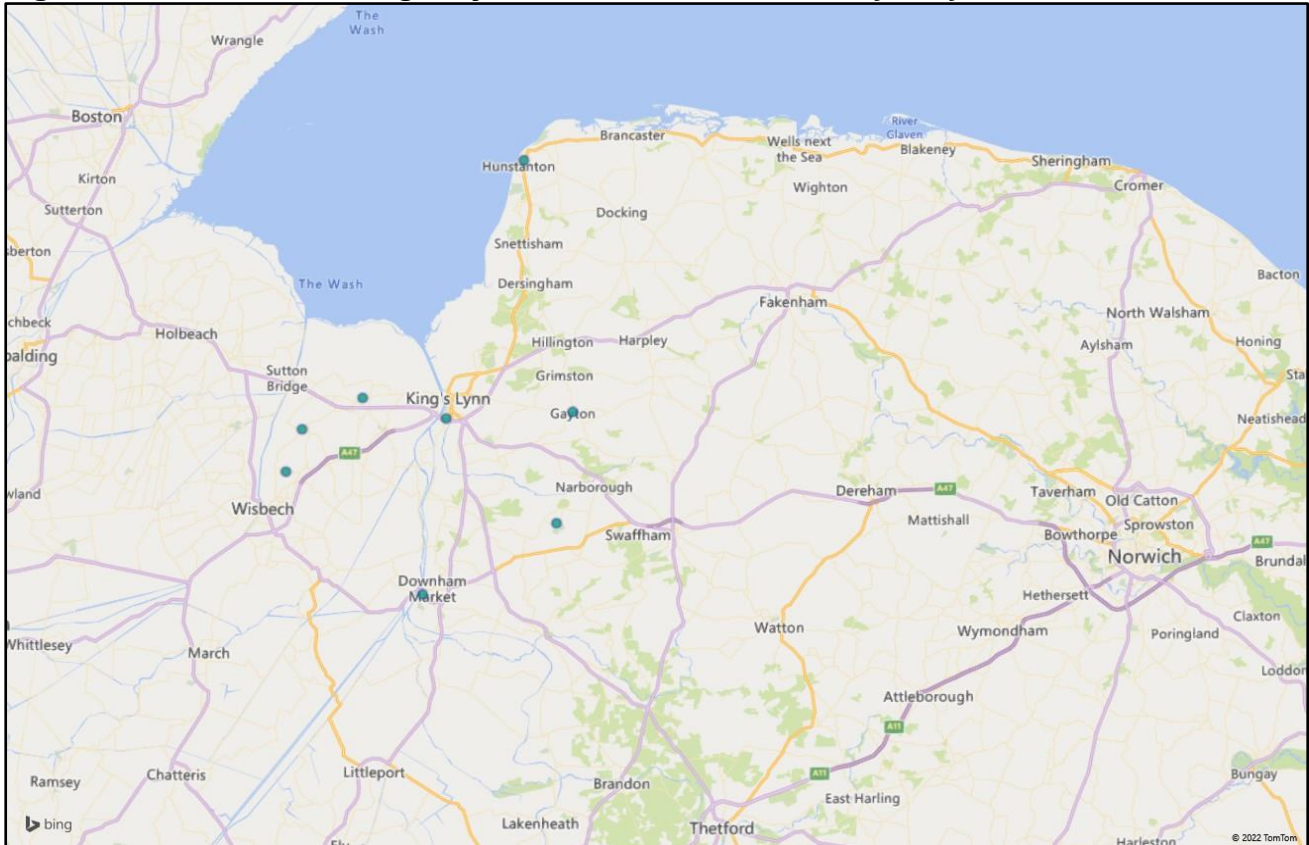 The
Wash
Wrangle
Boston
Brancaster
River
Glaven
Wells next
the Sea
Blakeney
Hunstanton
Sheringham
Kirton
Wighton
Cromer
Sutterton
Docking
Snettisham
sberton
Bacton
The Wash
Dersingham
Fakenham
North Walsham
chbeck
Holbeach
Hillington
Harpley
Aylsham
Honing
palding
Sutton
Bridge
Grimston
Sta
King's Lynn
Gayton
Neatishead
A47
wland
Narborough
Dereham
A47
Taverham
Old Catton
Wisbech
Mattishall
Sprowston
Swaffham
Bowthorpe
A47
Norwich
Brundal
Downham
Market
Hethersett
Claxton
Watton
Wymondham
Poringland
Whittlesey
March
Loddon
Attleborough
A11
Ramsey
Chatteris
Littleport
Brandon
A11
Bungay
East Harling
bing
Lakenheath
Thetford
© 2022 TomTom
Harleston